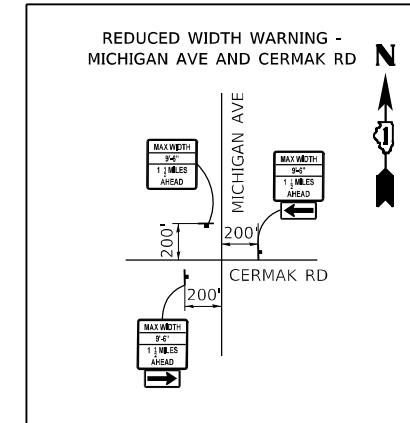 REDUCED WIDTH WARNING -
MICHIGAN AVE AND CERMAK RD
N
1
MICHIGAN AVE
MAX WIDTH
9'-6"
1 1/2 MILES
AHEAD
MAX WIDTH
9'-6"
1 1/2 MILES
AHEAD
200'
200'
CERMAK RD
200'
MAX WIDTH
9'-6"
1 1/2 MILES
AHEAD